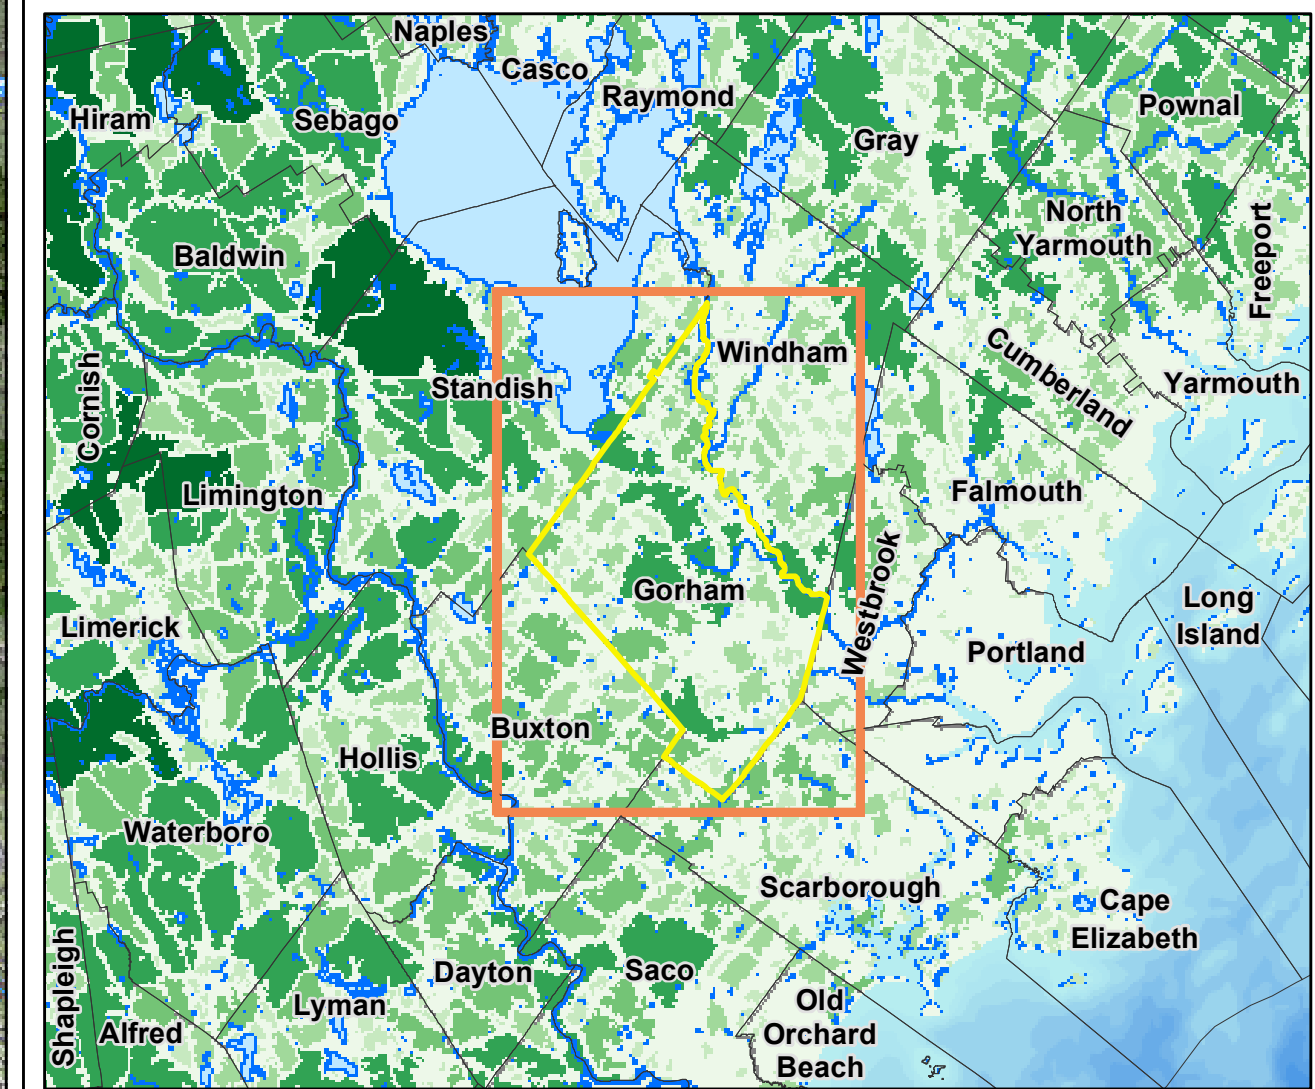 Naples
Casco
Raymond
Hiram
Sebago
Pownal
Gray
North
Yarmouth
Freeport
Baldwin
Windham
Cumberland
Yarmouth
Standish
Cornish
Limington
Falmouth
Westbrook
Gorham
Long
Island
Limerick
Portland
Buxton
Hollis
Waterboro
Scarborough
Cape
Elizabeth
Shapleigh
Dayton
Saco
Lyman
Old
Orchard
Beach
Alfred